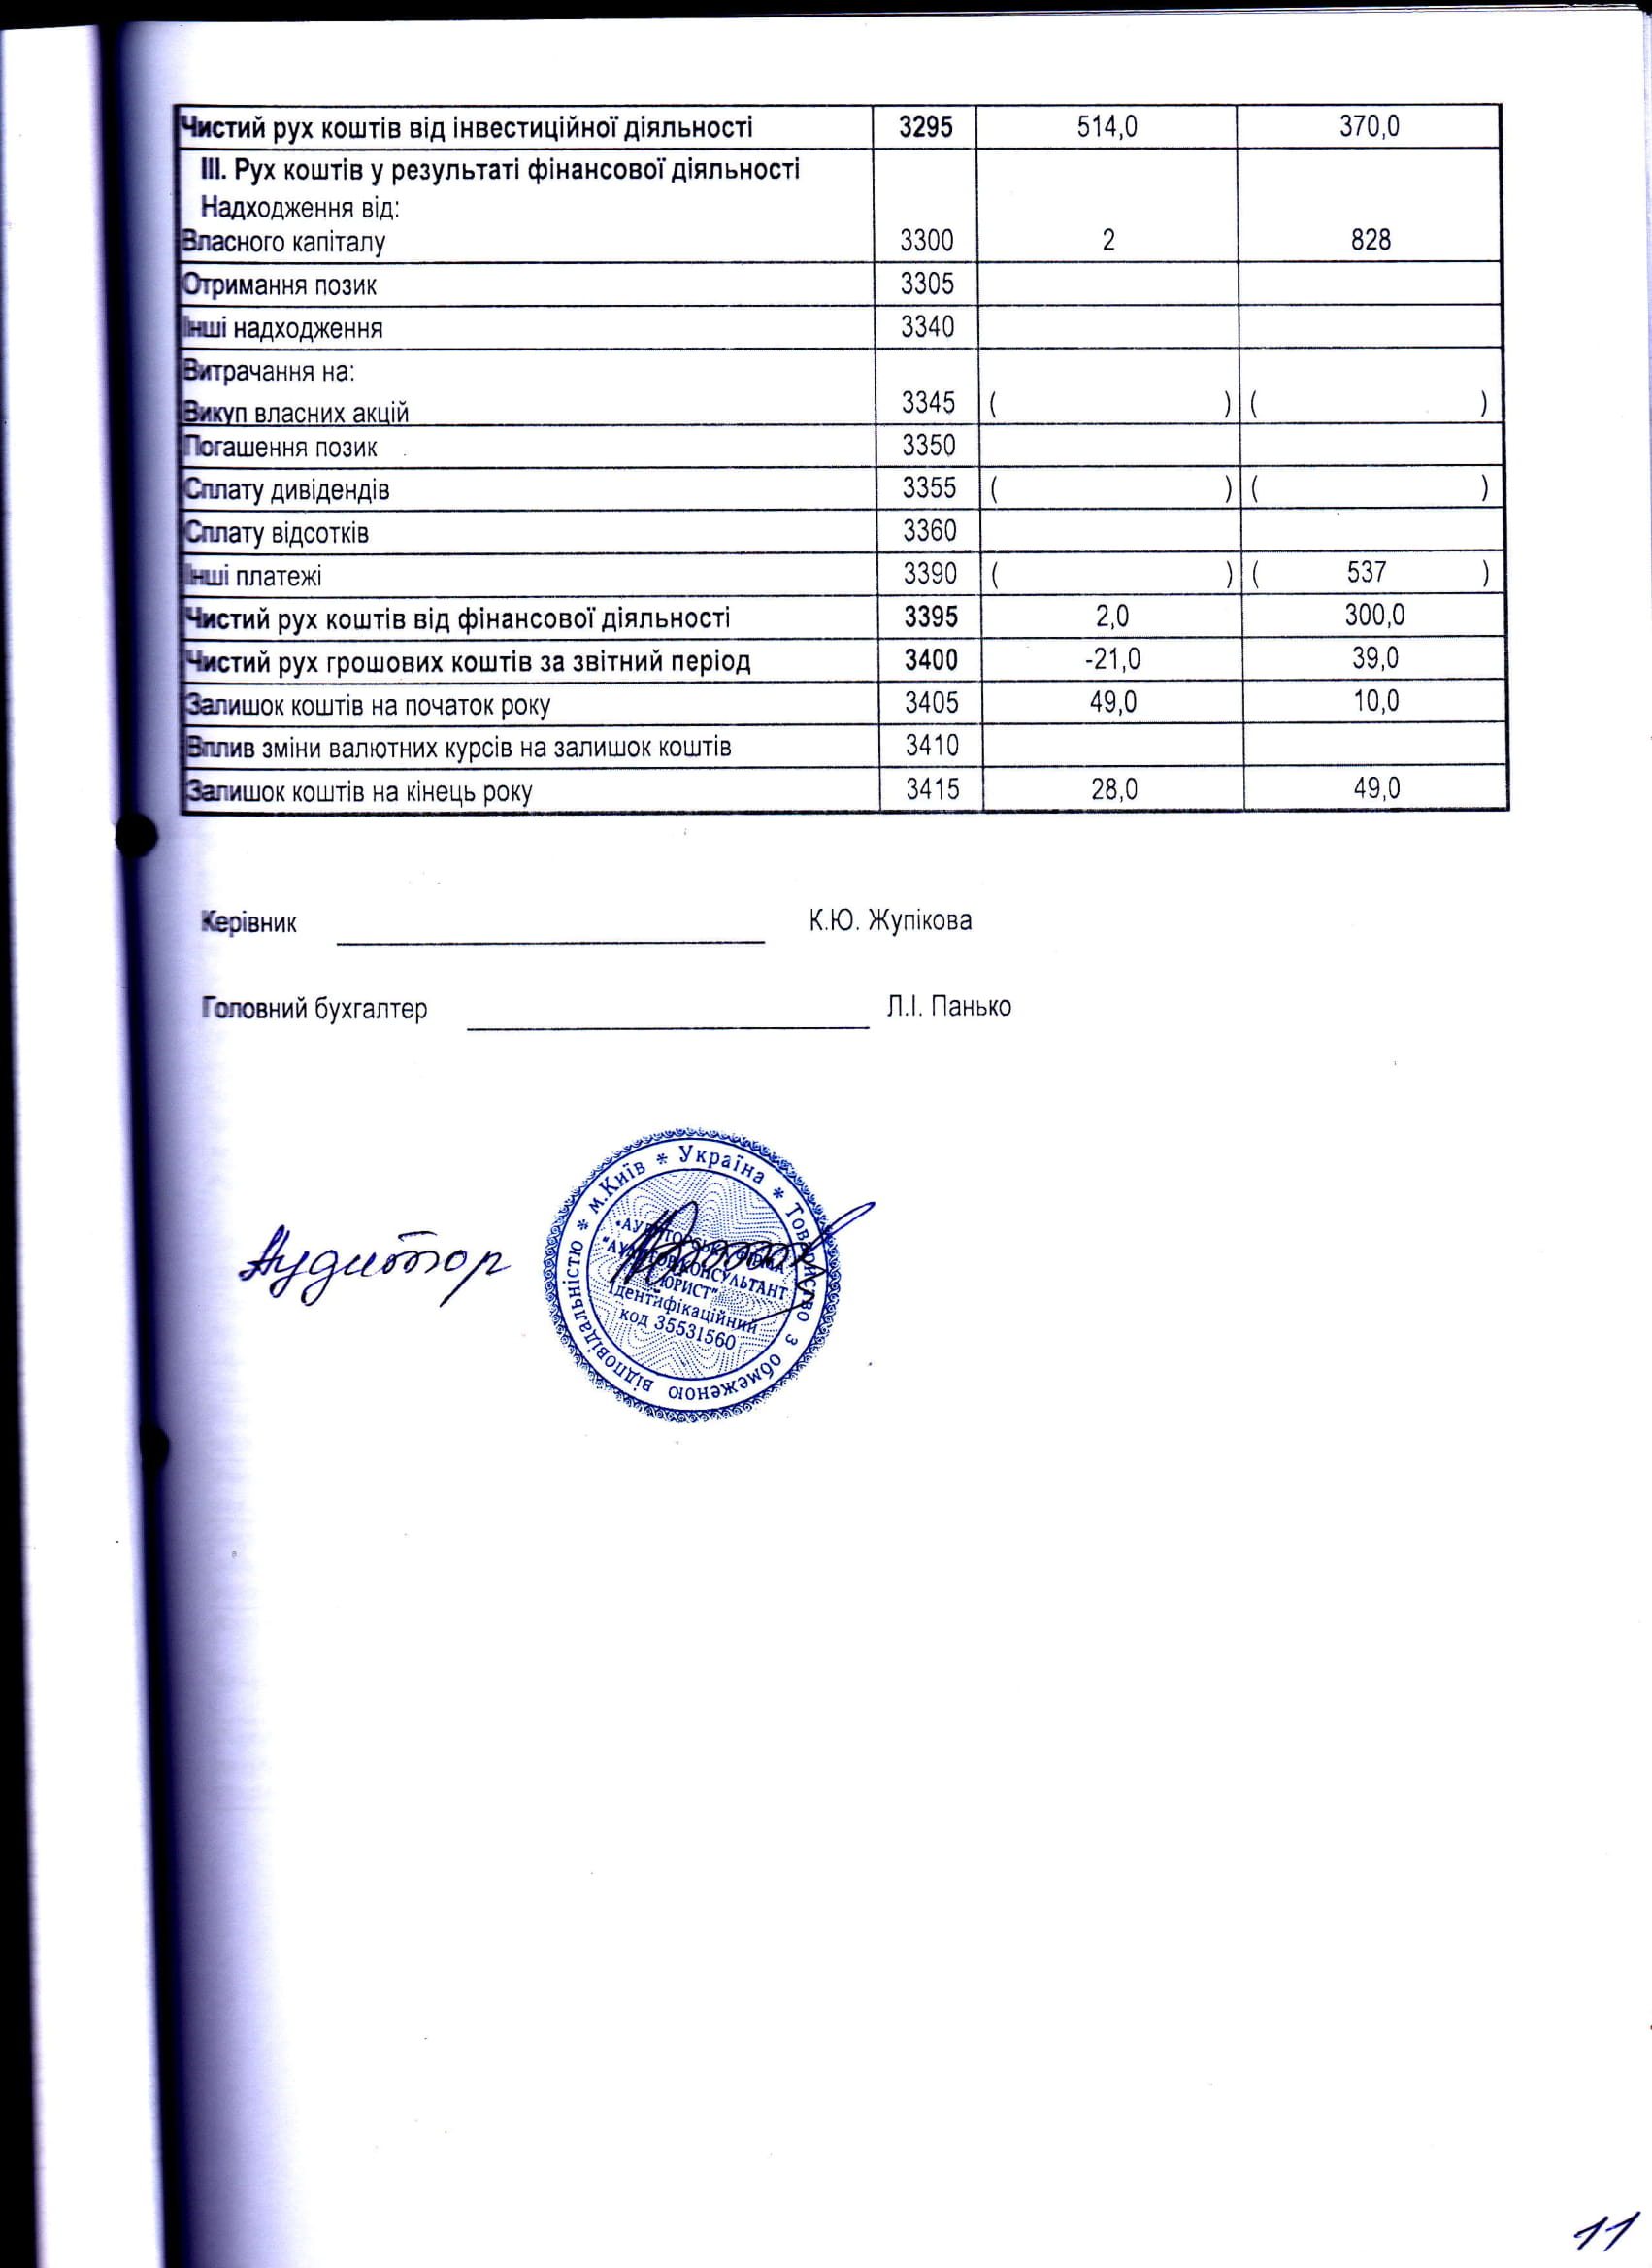 Чистий рух коштів від інвестиційної діяльності 3295 514,0 370,0
III. Рух коштів у результаті фінансової діяльності
Надходження від:
Власного капіталу 3300 2 828
Отримання позик 3305
Інші надходження 3340
Витрачання на:
Викуп власних акцій 3345 ( ) ( )
Погашення позик 3350
Сплату дивідендів 3355 ( ) ( )
Сплату відсотків 3360
Інші платежі 3390 ( ) ( 537 )
Чистий рух коштів від фінансової діяльності 3395 2,0 300,0
Чистий рух грошових коштів за звітний період 3400 -21,0 39,0
Залишок коштів на початок року 3405 49,0 10,0
Вплив зміни валютних курсів на залишок коштів 3410
Залишок коштів на кінець року 3415 28,0 49,0
Керівник К.Ю. Жупікова
Головний бухгалтер Л.І. Панько
Аудитор
* м.Київ * Україна * Товариство з обмеженою відповідальністю
"АУДИТОРСЬКА ФІРМА
"АУДИТОР КОНСУЛЬТАНТ
ЮРИСТ"
Ідентифікаційний
код 35531560
11